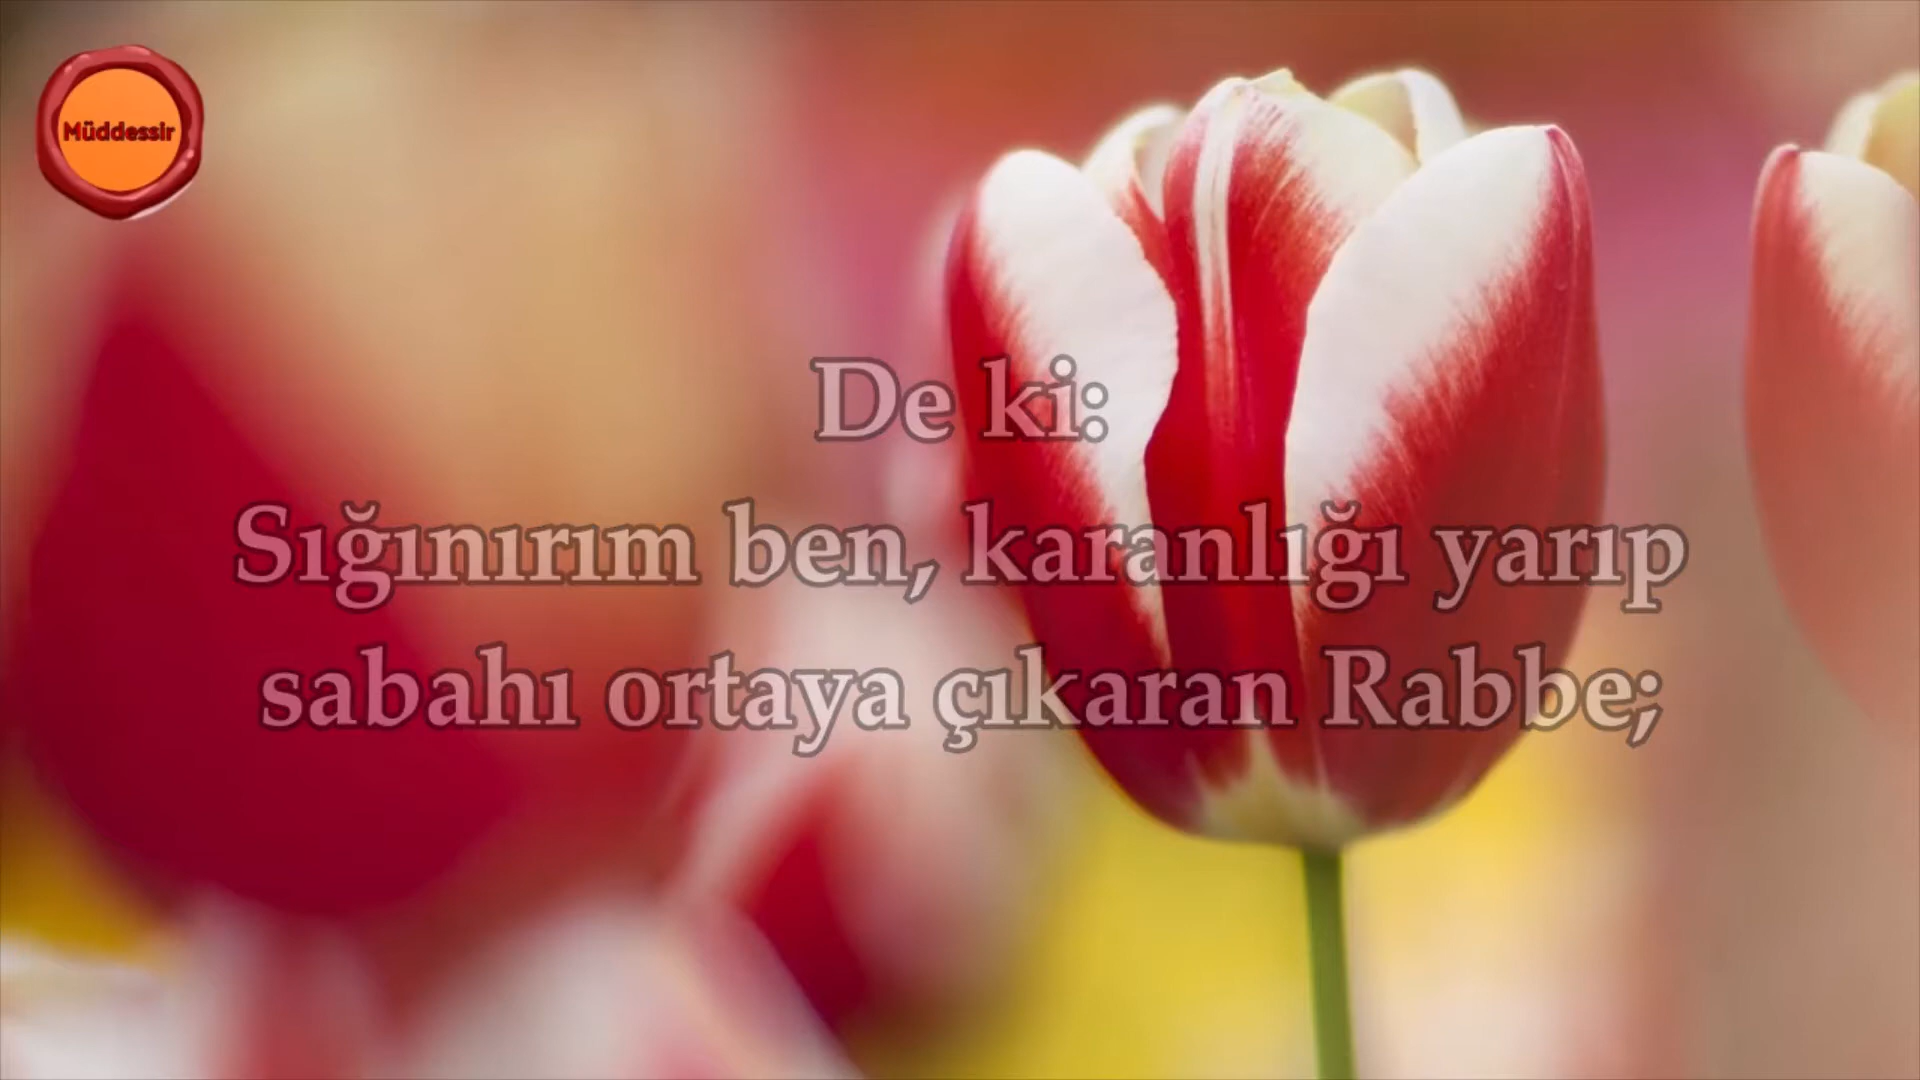 Müddessir
De ki:
Sığınırım ben, karanlığı yarıp
sabahı ortaya çıkaran Rabbe;